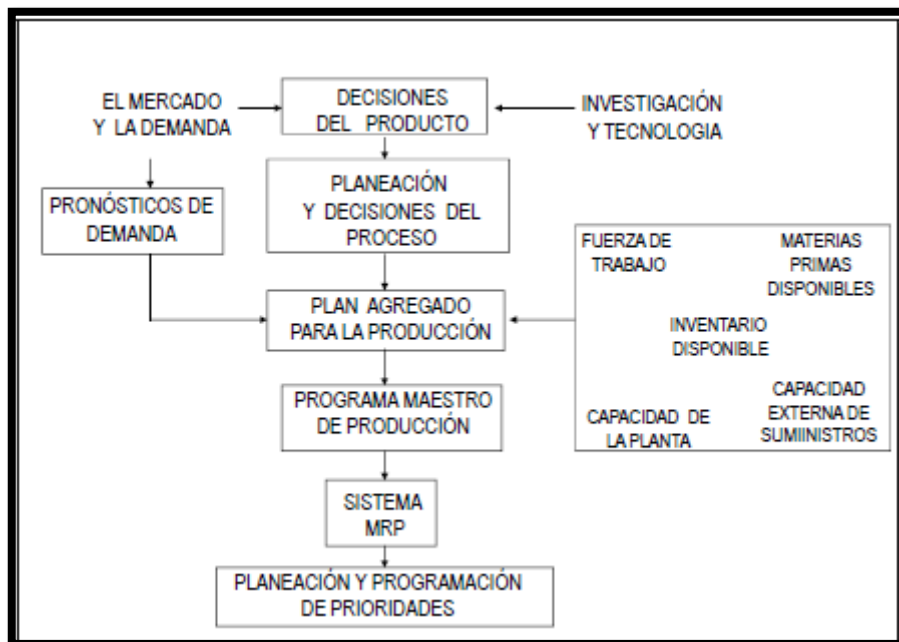 EL MERCADO
Y LA DEMANDA
DECISIONES
DEL PRODUCTO
INVESTIGACIÓN
Y TECNOLOGIA
PRONÓSTICOS DE
DEMANDA
PLANEACIÓN
Y DECISIONES DEL
PROCESO
FUERZA DE
TRABAJO
MATERIAS
PRIMAS
DISPONIBLES
INVENTARIO
DISPONIBLE
CAPACIDAD DE
LA PLANTA
CAPACIDAD
EXTERNA DE
SUMIINISTROS
PLAN AGREGADO
PARA LA PRODUCCIÓN
PROGRAMA MAESTRO
DE PRODUCCIÓN
SISTEMA
MRP
PLANEACIÓN Y PROGRAMACIÓN
DE PRIORIDADES